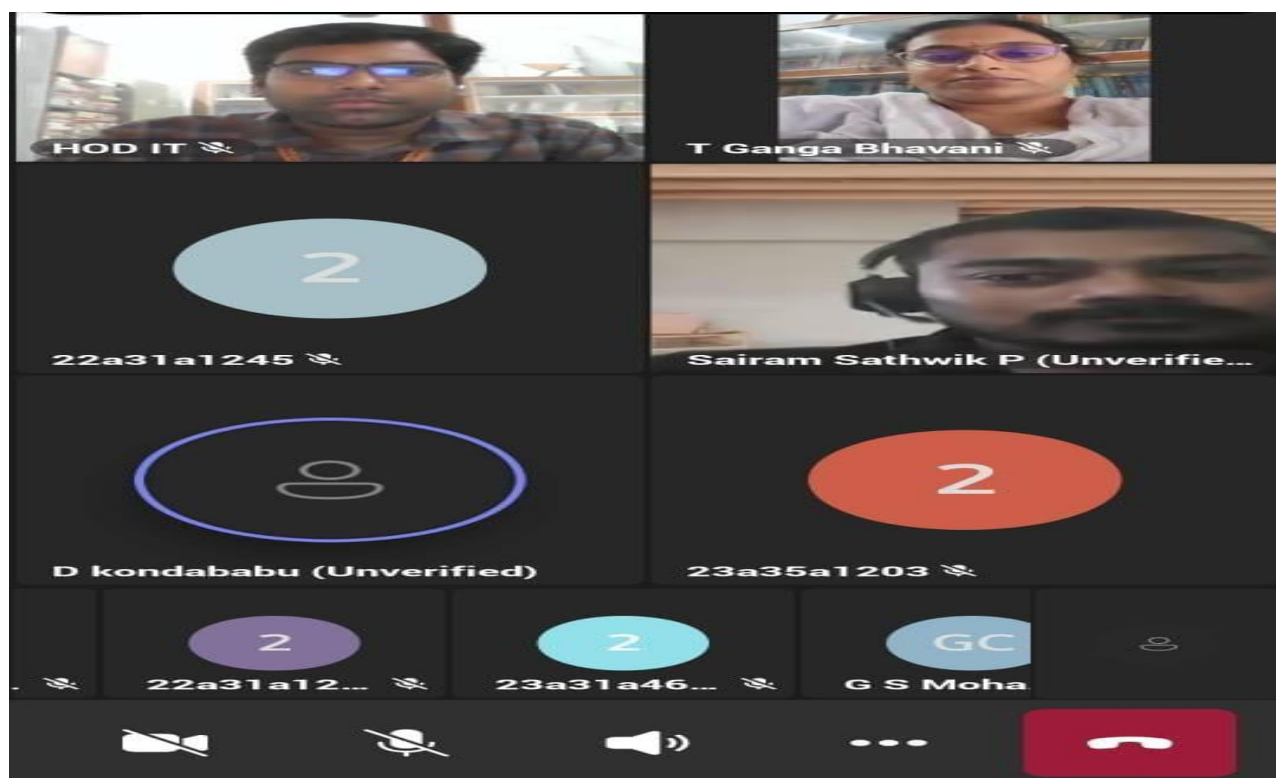 HOD IT
T Ganga Bhavani
2
22a31a1245
Sairam Sathwik P (Unverifie...
D kondababu (Unverified)
2
23a35a1203
2
22a31a12...
2
23a31a46...
GC
G S Moha